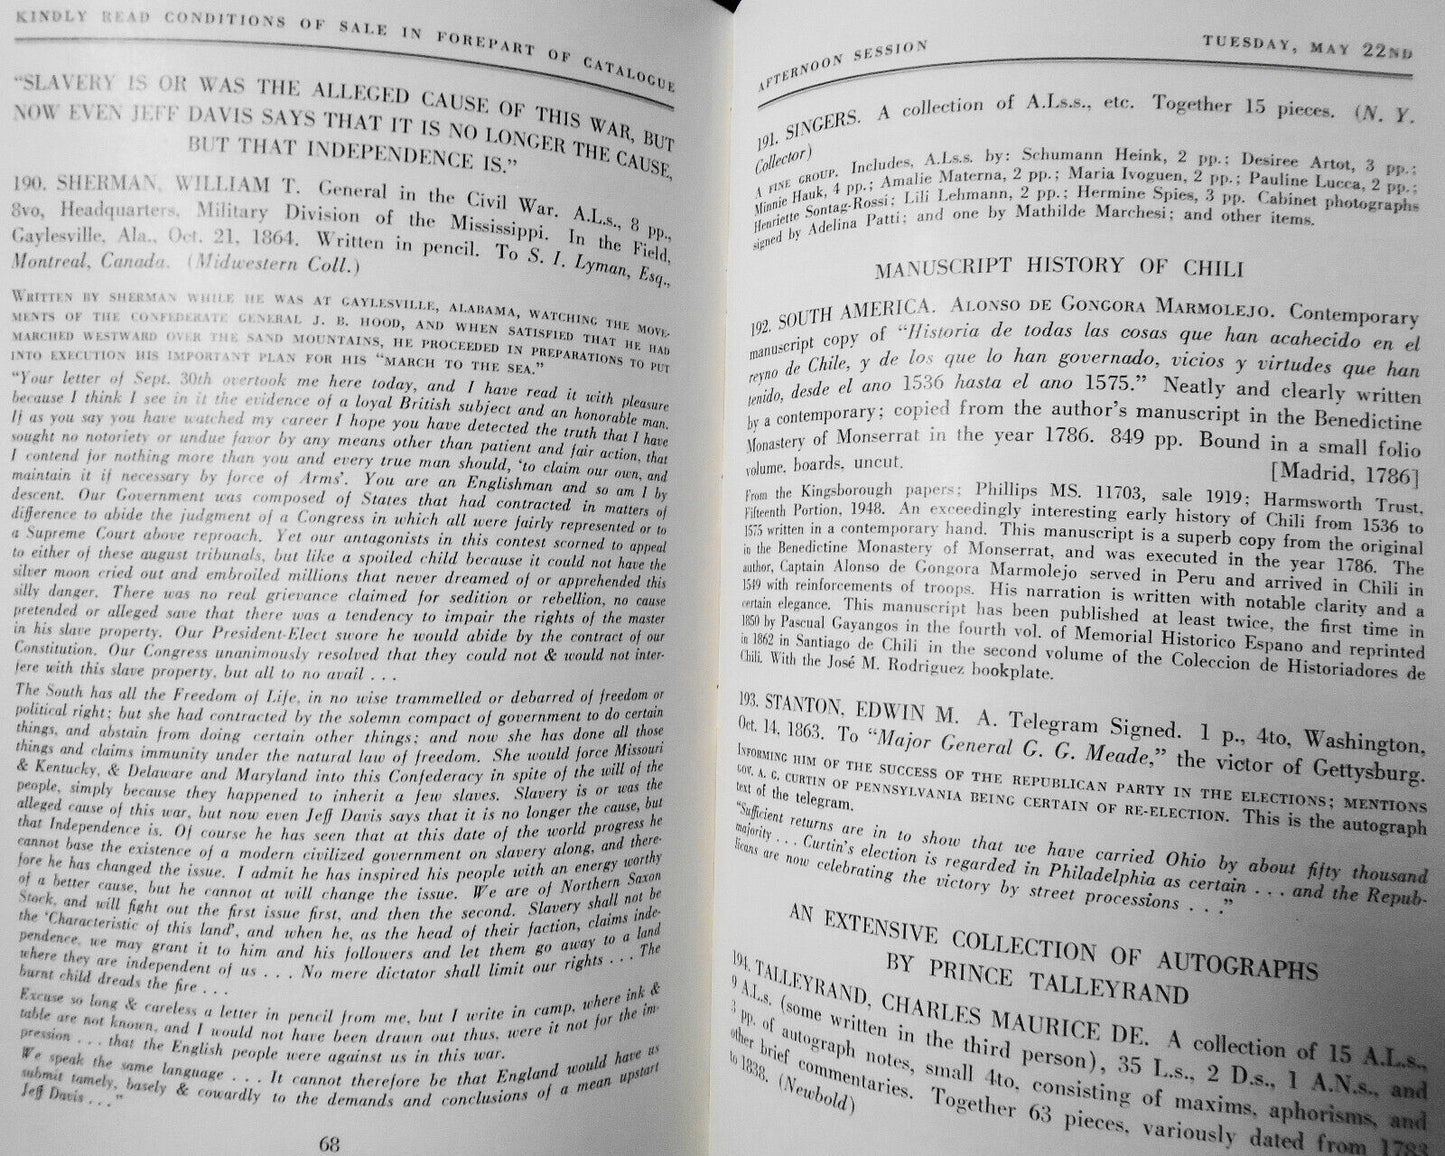 KINDLY READ CONDITIONS OF SALE IN FOREPART OF CATALOGUE
“SLAVERY IS OR WAS THE ALLEGED CAUSE OF THIS WAR, BUT
NOW EVEN JEFF DAVIS SAYS THAT IT IS NO LONGER THE CAUSE,
BUT THAT INDEPENDENCE IS.”
190. SHERMAN, WILLIAM T. General in the Civil War. A.L.s., 8 pp.,
8vo, Headquarters, Military Division of the Mississippi. In the Field,
Gaylesville, Ala., Oct. 21, 1864. Written in pencil. To S. I. Lyman, Esq.,
Montreal, Canada. (Midwestern Coll.)
WRITTEN BY SHERMAN WHILE HE WAS AT GAYLESVILLE, ALABAMA, WATCHING THE MOVE-
MENTS OF THE CONFEDERATE GENERAL J. B. HOOD, AND WHEN SATISFIED THAT HE HAD
MARCHED WESTWARD OVER THE SAND MOUNTAINS, HE PROCEEDED IN PREPARATIONS TO PUT
INTO EXECUTION HIS IMPORTANT PLAN FOR HIS “MARCH TO THE SEA.”
“Your letter of Sept. 30th overtook me here today, and I have read it with pleasure
because I think I see in it the evidence of a loyal British subject and an honorable man.
If as you say you have watched my career I hope you have detected the truth that I have
sought no notoriety or undue favor by any means other than patient and fair action, that
I contend for nothing more than you and every true man should, ‘to claim our own, and
maintain it if necessary by force of Arms’. You are an Englishman and so am I by
descent. Our Government was composed of States that had contracted in matters of
difference to abide the judgment of a Congress in which all were fairly represented or to
a Supreme Court above reproach. Yet our antagonists in this contest scorned to appeal
to either of these august tribunals, but like a spoiled child because it could not have the
silver moon cried out and embroiled millions that never dreamed of or apprehended this
silly danger. There was no real grievance claimed for sedition or rebellion, no cause
pretended or alleged save that there was a tendency to impair the rights of the master
in his slave property. Our President-Elect swore he would abide by the contract of our
Constitution. Our Congress unanimously resolved that they could not & would not inter-
fere with this slave property, but all to no avail . . .
The South has all the Freedom of Life, in no wise trammelled or debarred of freedom or
political right; but she had contracted by the solemn compact of government to do certain
things, and abstain from doing certain other things; and now she has done all those
things and claims immunity under the natural law of freedom. She would force Missouri
& Kentucky, & Delaware and Maryland into this Confederacy in spite of the will of the
people, simply because they happened to inherit a few slaves. Slavery is or was the
alleged cause of this war, but now even Jeff Davis says that it is no longer the cause, but
that Independence is. Of course he has seen that at this date of the world progress he
cannot base the existence of a modern civilized government on slavery along, and there-
fore he has changed the issue. I admit he has inspired his people with an energy worthy
of a better cause, but he cannot at will change the issue. We are of Northern Saxon
Stock, and will fight out the first issue first, and then the second. Slavery shall not be
the ‘Characteristic of this land’, and when he, as the head of their faction, claims inde-
pendence, we may grant it to him and his followers and let them go away to a land
where they are independent of us . . . No mere dictator shall limit our rights . . . The
burnt child dreads the fire . . .
Excuse so long & careless a letter in pencil from me, but I write in camp, where ink &
table are not known, and I would not have been drawn out thus, were it not for the im-
pression . . . that the English people were against us in this war.
We speak the same language . . . It cannot therefore be that England would have us
submit tamely, basely & cowardly to the demands and conclusions of a mean upstart
Jeff Davis . . .”
68
AFTERNOON SESSION TUESDAY, MAY 22ND
191. SINGERS. A collection of A.Ls.s., etc. Together 15 pieces. (N. Y.
Collector)
A FINE GROUP. Includes, A.Ls.s. by: Schumann Heink, 2 pp.; Desiree Artot, 3 pp.;
Minnie Hauk, 4 pp.; Amalie Materna, 2 pp.; Maria Ivoguen, 2 pp.; Pauline Lucca, 2 pp.;
Henriette Sontag-Rossi; Lili Lehmann, 2 pp.; Hermine Spies, 3 pp. Cabinet photographs
signed by Adelina Patti; and one by Mathilde Marchesi; and other items.
MANUSCRIPT HISTORY OF CHILI
192. SOUTH AMERICA. ALONSO DE GONGORA MARMOLEJO. Contemporary
manuscript copy of “Historia de todas las cosas que han acahecido en el
reyno de Chile, y de los que lo han governado, vicios y virtudes que han
tenido, desde el ano 1536 hasta el ano 1575.” Neatly and clearly written
by a contemporary; copied from the author’s manuscript in the Benedictine
Monastery of Monserrat in the year 1786. 849 pp. Bound in a small folio
volume, boards, uncut. [Madrid, 1786]
From the Kingsborough papers; Phillips MS. 11703, sale 1919; Harmsworth Trust,
Fifteenth Portion, 1948. An exceedingly interesting early history of Chili from 1536 to
1575 written in a contemporary hand. This manuscript is a superb copy from the original
in the Benedictine Monastery of Monserrat, and was executed in the year 1786. The
author, Captain Alonso de Gongora Marmolejo served in Peru and arrived in Chili in
1549 with reinforcements of troops. His narration is written with notable clarity and a
certain elegance. This manuscript has been published at least twice, the first time in
1850 by Pascual Gayangos in the fourth vol. of Memorial Historico Espano and reprinted
in 1862 in Santiago de Chili in the second volume of the Coleccion de Historiadores de
Chili. With the José M. Rodriguez bookplate.
193. STANTON, EDWIN M. A. Telegram Signed. 1 p., 4to, Washington,
Oct. 14, 1863. To “Major General G. G. Meade,” the victor of Gettysburg.
INFORMING HIM OF THE SUCCESS OF THE REPUBLICAN PARTY IN THE ELECTIONS; MENTIONS
GOV. A. G. CURTIN OF PENNSYLVANIA BEING CERTAIN OF RE-ELECTION. This is the autograph
text of the telegram.
“Sufficient returns are in to show that we have carried Ohio by about fifty thousand
majority . . . Curtin’s election is regarded in Philadelphia as certain . . . and the Repub-
licans are now celebrating the victory by street processions . . .”
AN EXTENSIVE COLLECTION OF AUTOGRAPHS
BY PRINCE TALLEYRAND
194. TALLEYRAND, CHARLES MAURICE DE. A collection of 15 A.L.s.,
9 A.L.s. (some written in the third person), 35 L.s., 2 D.s., 1 A.N.s., and
3 pp. of autograph notes, small 4to, consisting of maxims, aphorisms, and
other brief commentaries. Together 63 pieces, variously dated from 1783
to 1838. (Newbold)